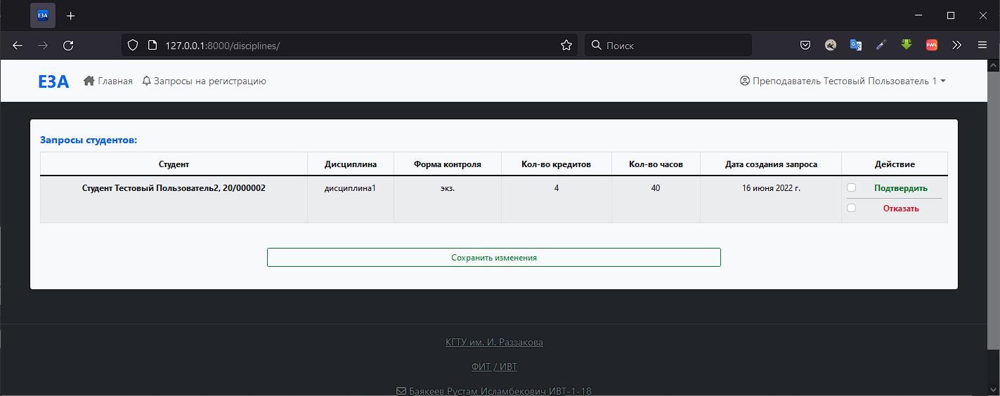 ЕЗА
127.0.0.1:8000/disciplines/
Поиск
ЕЗА
Главная
Запросы на регистрацию
Преподаватель Тестовый Пользователь 1
Запросы студентов:
Студент Дисциплина Форма контроля Кол-во кредитов Кол-во часов Дата создания запроса Действие
Студент Тестовый Пользователь2, 20/000002 дисциплина1 экз. 4 40 16 июня 2022 г. Подтвердить
Отказать
Сохранить изменения
КГТУ им. И. Раззакова
ФИТ / ИВТ
Баякеев Рустам Исламбекович ИВТ-1-18